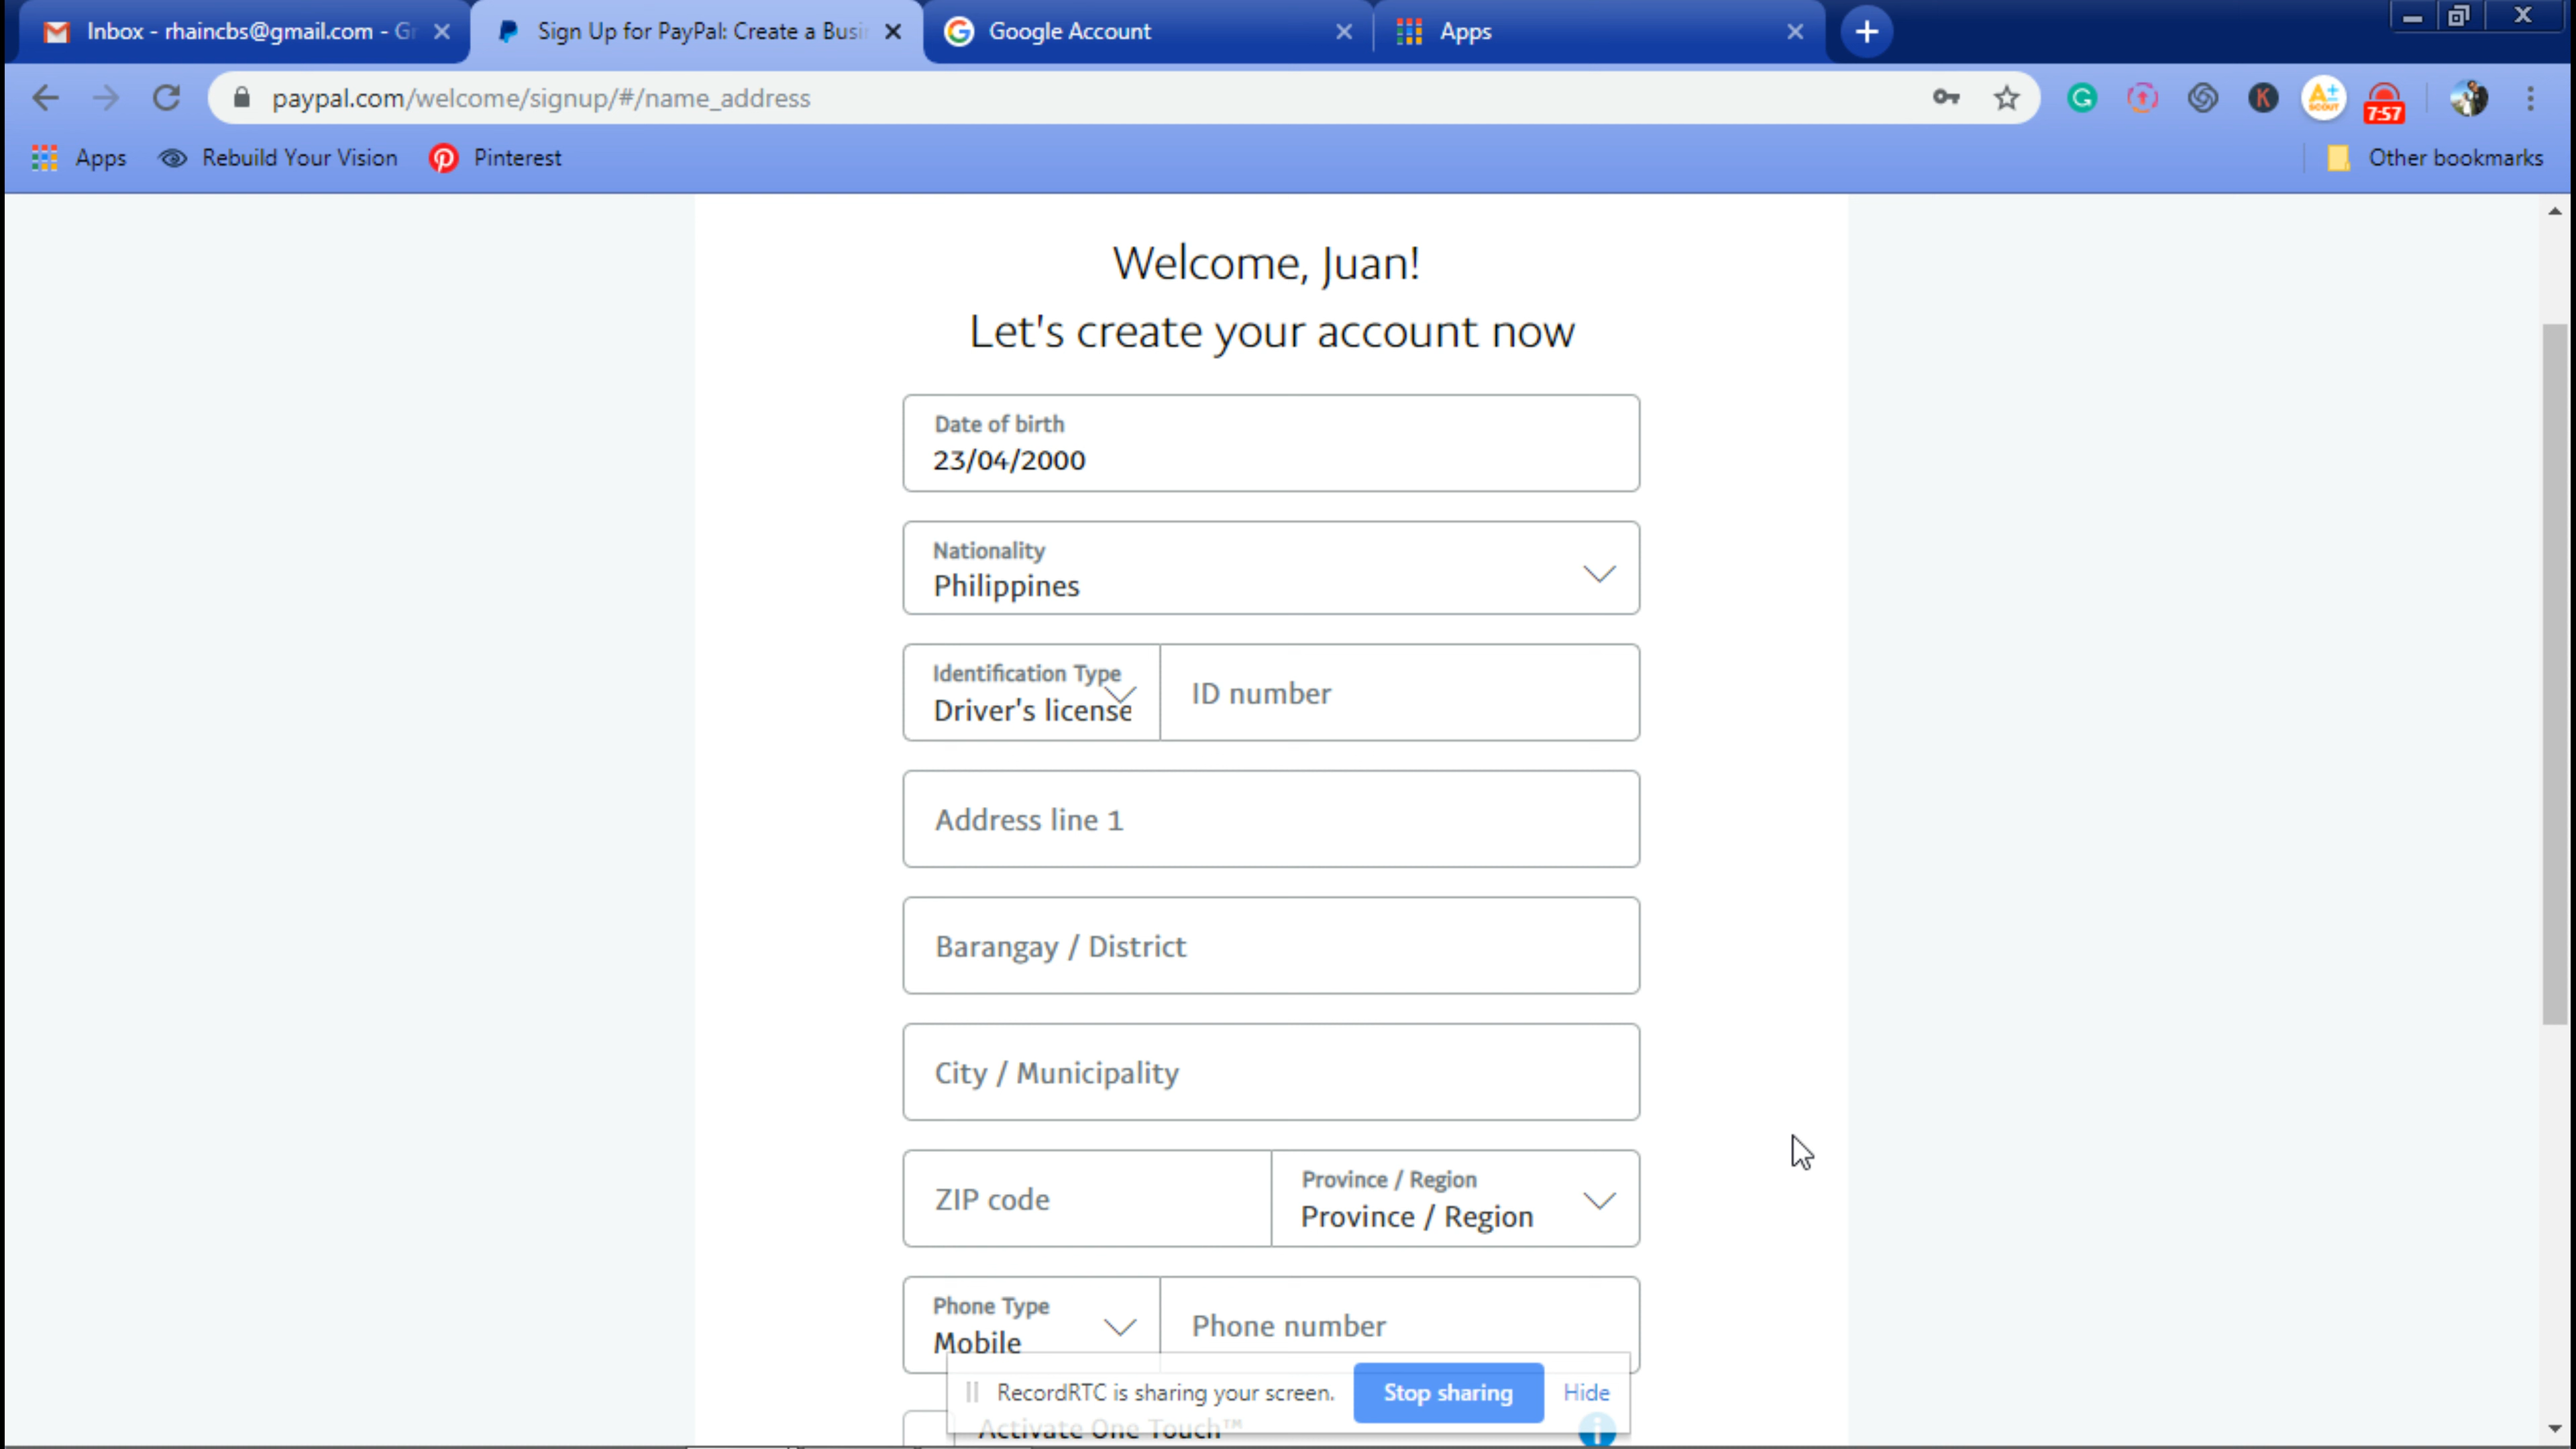 Inbox - rhaincbs@gmail.com - Gr
Sign Up for PayPal: Create a Busi
Google Account
Apps
paypal.com/welcome/signup/#/name_address
G
K
A+
SCOUT
7:57
Apps
Rebuild Your Vision
Pinterest
Other bookmarks
Welcome, Juan!
Let's create your account now
Date of birth
23/04/2000
Nationality
Philippines
Identification Type
Driver's license
ID number
Address line 1
Barangay / District
City / Municipality
ZIP code
Province / Region
Province / Region
Phone Type
Mobile
Phone number
RecordRTC is sharing your screen.
Stop sharing
Hide
Activate One Touch™